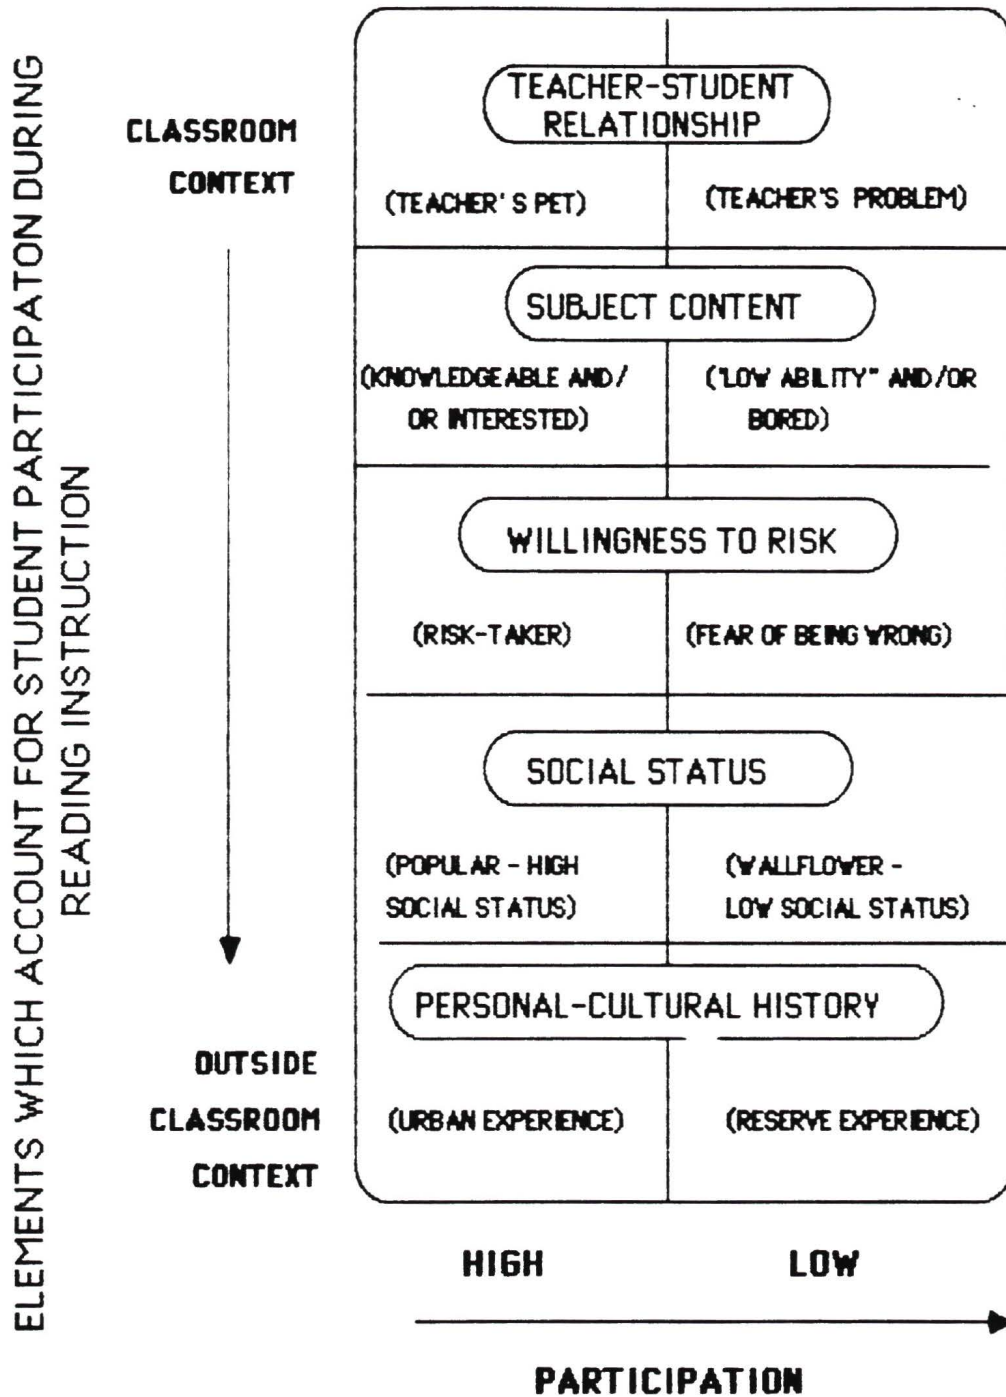 ELEMENTS WHICH ACCOUNT FOR STUDENT PARTICIPATON DURING
READING INSTRUCTION
CLASSROOM
CONTEXT
TEACHER-STUDENT
RELATIONSHIP
(TEACHER'S PET)
(TEACHER'S PROBLEM)
SUBJECT CONTENT
(KNOWLEDGEABLE AND/
OR INTERESTED)
("LOW ABILITY" AND/OR
BORED)
WILLINGNESS TO RISK
(RISK-TAKER)
(FEAR OF BEING WRONG)
SOCIAL STATUS
(POPULAR - HIGH
SOCIAL STATUS)
(WALLFLOWER -
LOW SOCIAL STATUS)
PERSONAL-CULTURAL HISTORY
OUTSIDE
CLASSROOM
CONTEXT
(URBAN EXPERIENCE)
(RESERVE EXPERIENCE)
HIGH
LOW
PARTICIPATION